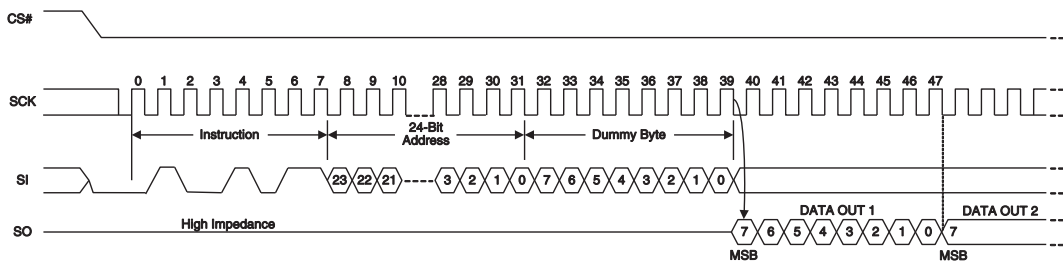 CS#
0 1 2 3 4 5 6 7 8 9 10 28 29 30 31 32 33 34 35 36 37 38 39 40 41 42 43 44 45 46 47
SCK
Instruction
24-Bit
Address
Dummy Byte
SI
23 22 21 3 2 1 0 7 6 5 4 3 2 1 0
High Impedance
DATA OUT 1
DATA OUT 2
SO
7 6 5 4 3 2 1 0 7
MSB
MSB